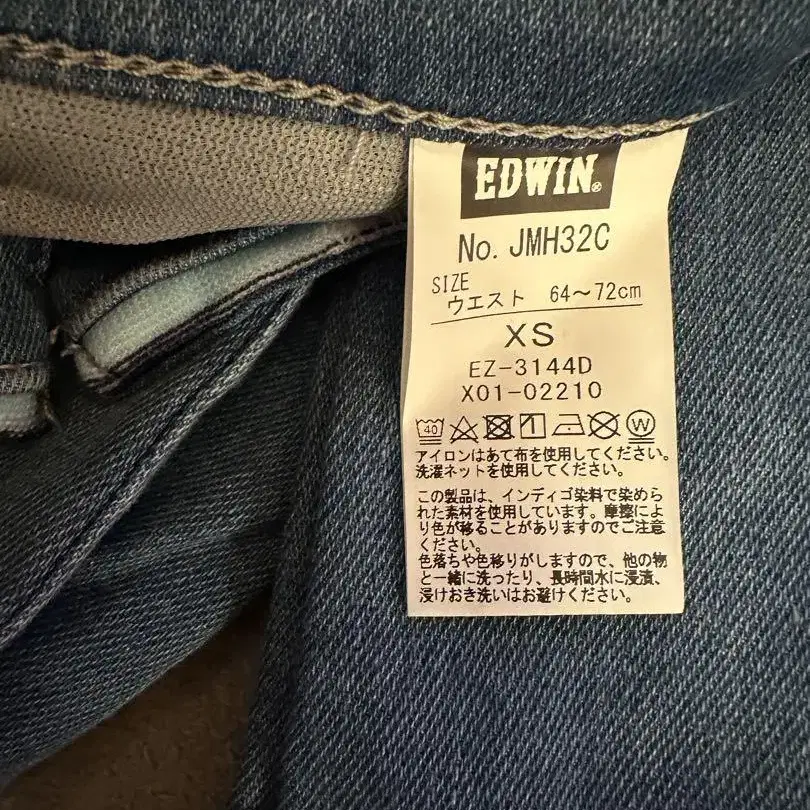 EDWIN®
No. JMH32C
SIZE
ウエスト 64～72cm
XS
EZ-3144D
X01-02210
40 W
アイロンはあて布を使用してください。
洗濯ネットを使用してください。
この製品は、インディゴ染料で染めら
れた素材を使用しています。摩擦によ
り色が移ることがありますのでご注意
ください。
色落ちや色移りがしますので、他の物
と一緒に洗ったり、長時間水に浸漬、
浸けおき洗いはお避けください。